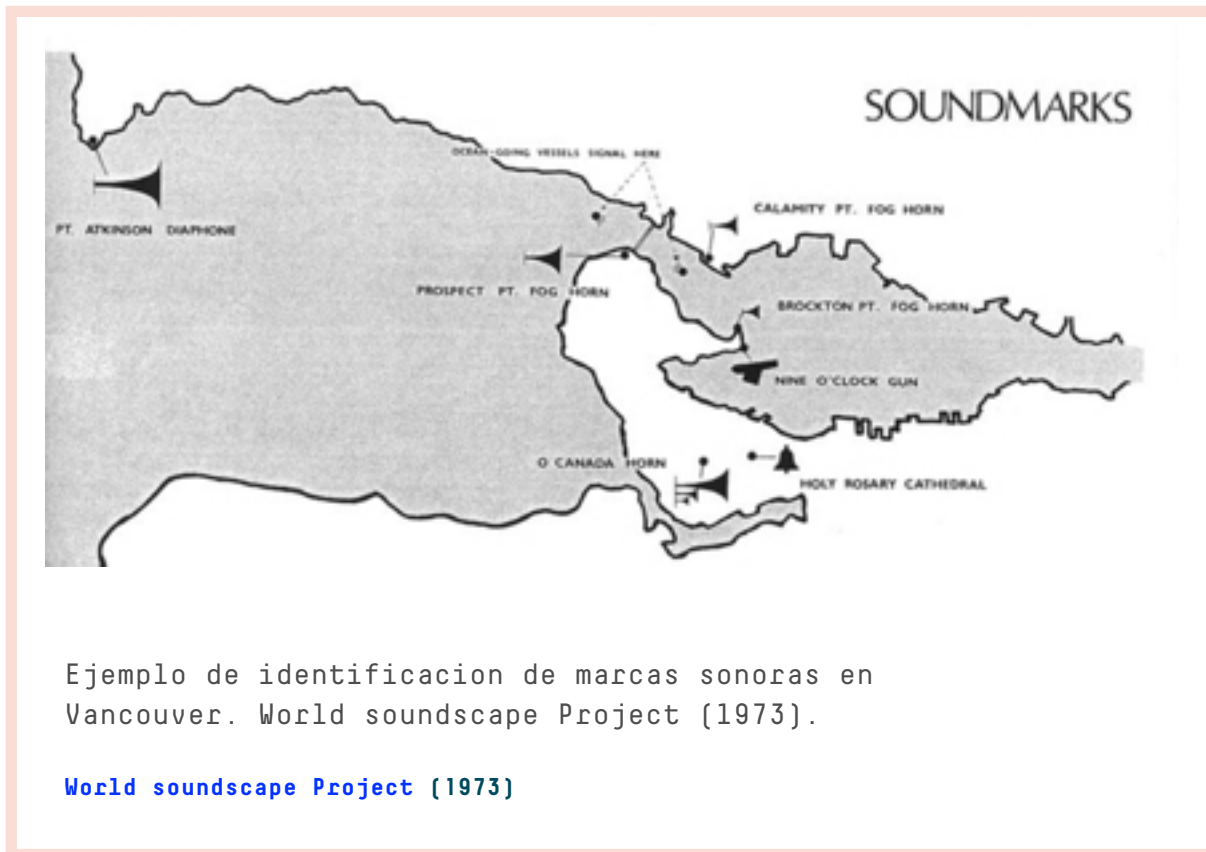 SOUNDMARKS
OCEAN-GOING VESSELS SIGNAL HERE
CALAMITY PT. FOG HORN
PT. ATKINSON DIAPHONE
PROSPECT PT. FOG HORN
BROCKTON PT. FOG HORN
NINE O'CLOCK GUN
O CANADA HORN
HOLY ROSARY CATHEDRAL
Ejemplo de identificacion de marcas sonoras en
Vancouver. World soundscape Project (1973).
World soundscape Project (1973)